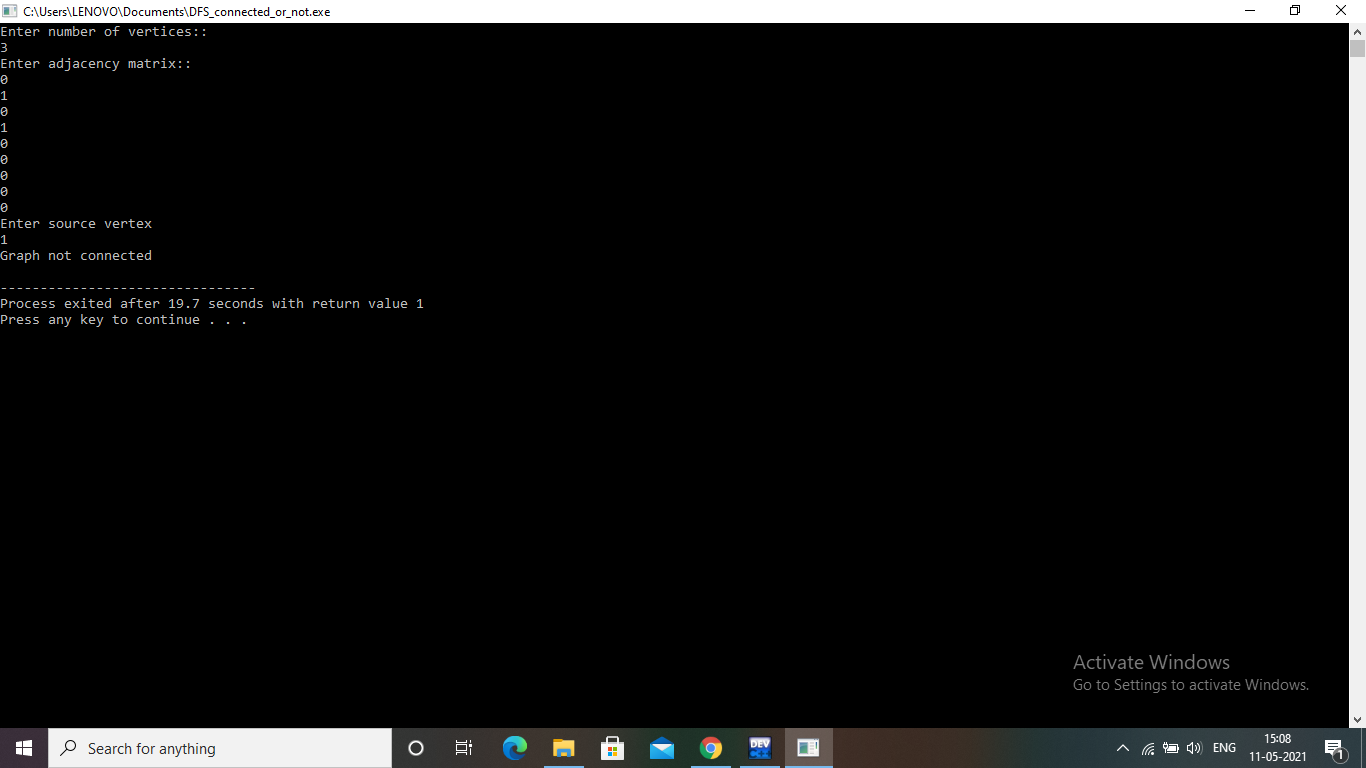 C:\Users\LENOVO\Documents\DFS_connected_or_not.exe
Enter number of vertices::
3
Enter adjacency matrix::
0
1
0
1
0
0
0
0
0
Enter source vertex
1
Graph not connected
--------------------------------
Process exited after 19.7 seconds with return value 1
Press any key to continue . . .
Activate Windows
Go to Settings to activate Windows.
Search for anything
DEV
ENG
15:08
11-05-2021
1